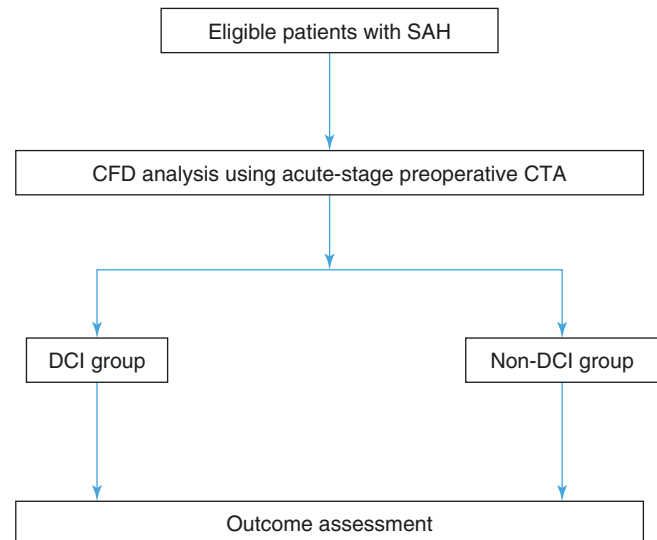 Eligible patients with SAH
CFD analysis using acute-stage preoperative CTA
DCI group
Non-DCI group
Outcome assessment